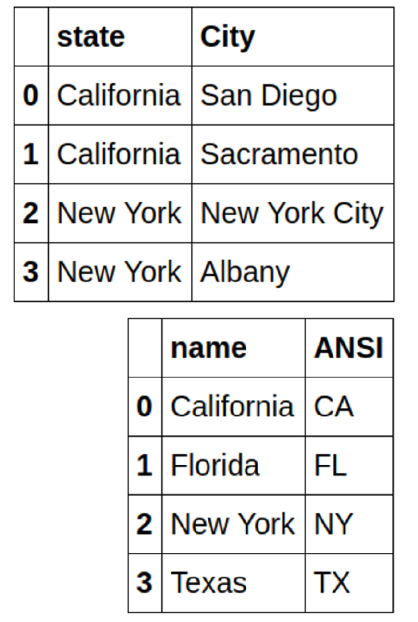 state City
0 California San Diego
1 California Sacramento
2 New York New York City
3 New York Albany
name ANSI
0 California CA
1 Florida FL
2 New York NY
3 Texas TX